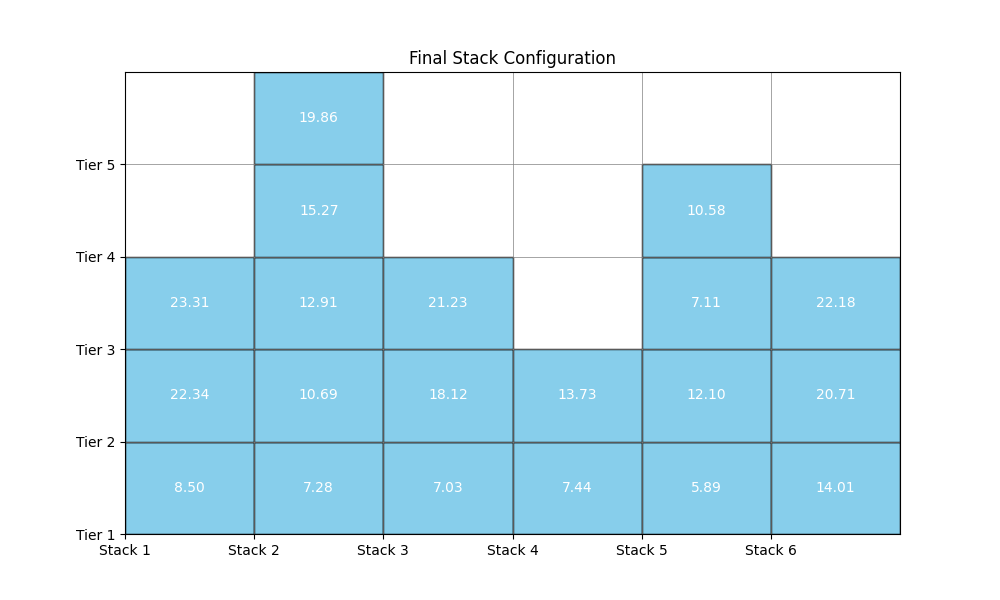 Final Stack Configuration
19.86
Tier 5
15.27 10.58
Tier 4
23.31 12.91 21.23 7.11 22.18
Tier 3
22.34 10.69 18.12 13.73 12.10 20.71
Tier 2
8.50 7.28 7.03 7.44 5.89 14.01
Tier 1
Stack 1 Stack 2 Stack 3 Stack 4 Stack 5 Stack 6